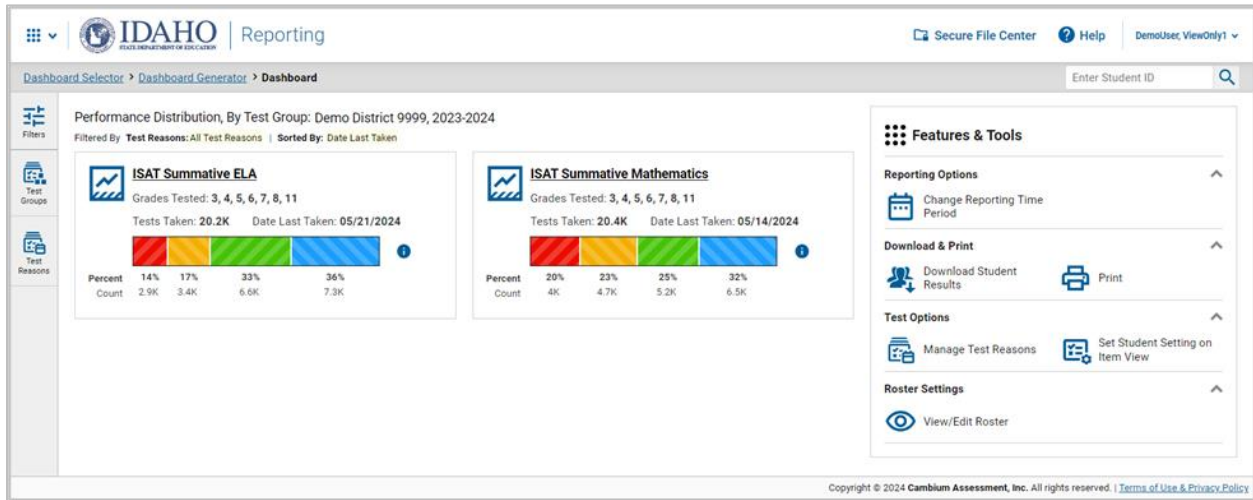 IDAHO
STATE DEPARTMENT OF EDUCATION
Reporting
Secure File Center
Help
DemoUser, ViewOnly1
Dashboard Selector > Dashboard Generator > Dashboard
Enter Student ID
Filters
Test Groups
Test Reasons
Performance Distribution, By Test Group: Demo District 9999, 2023-2024
Filtered By Test Reasons: All Test Reasons | Sorted By: Date Last Taken
ISAT Summative ELA
Grades Tested: 3, 4, 5, 6, 7, 8, 11
Tests Taken: 20.2K Date Last Taken: 05/21/2024
Percent 14% 17% 33% 36%
Count 2.9K 3.4K 6.6K 7.3K
ISAT Summative Mathematics
Grades Tested: 3, 4, 5, 6, 7, 8, 11
Tests Taken: 20.4K Date Last Taken: 05/14/2024
Percent 20% 23% 25% 32%
Count 4K 4.7K 5.2K 6.5K
Features & Tools
Reporting Options
Change Reporting Time
Period
Download & Print
Download Student
Results
Print
Test Options
Manage Test Reasons
Set Student Setting on
Item View
Roster Settings
View/Edit Roster
Copyright © 2024 Cambium Assessment, Inc. All rights reserved. | Terms of Use & Privacy Policy